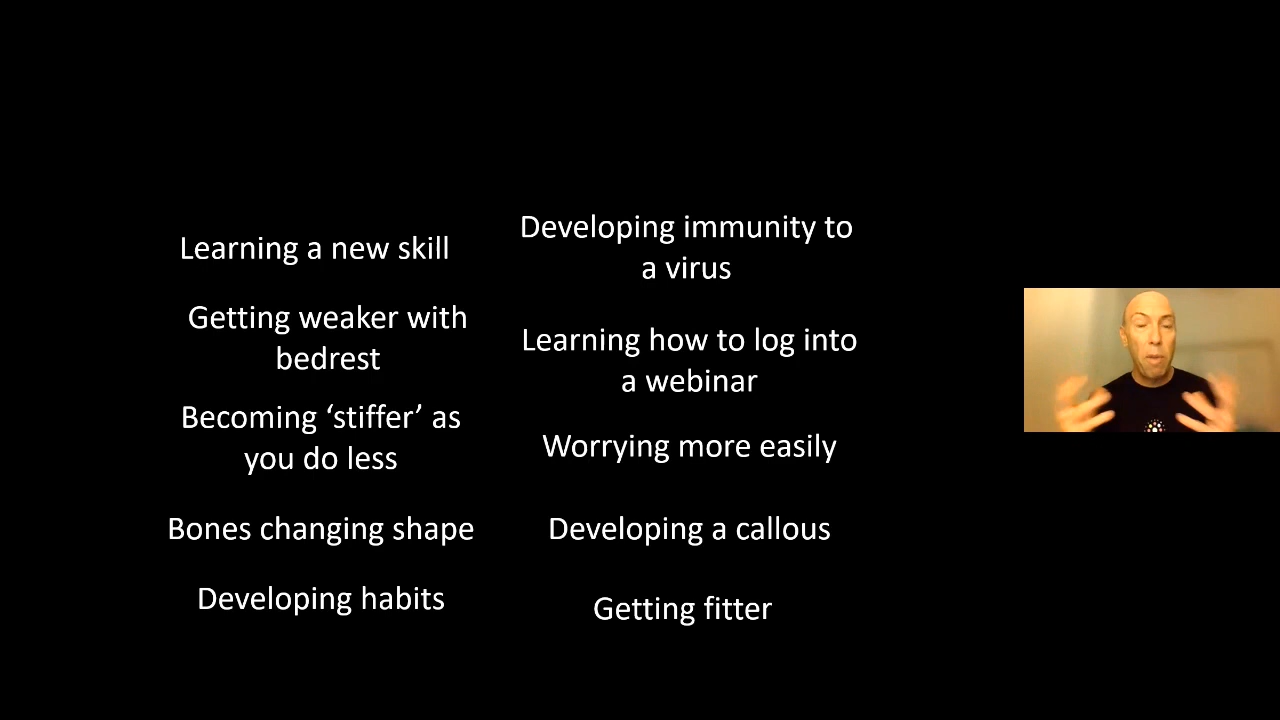 Learning a new skill
Getting weaker with
bedrest
Becoming ‘stiffer’ as
you do less
Bones changing shape
Developing habits
Developing immunity to
a virus
Learning how to log into
a webinar
Worrying more easily
Developing a callous
Getting fitter